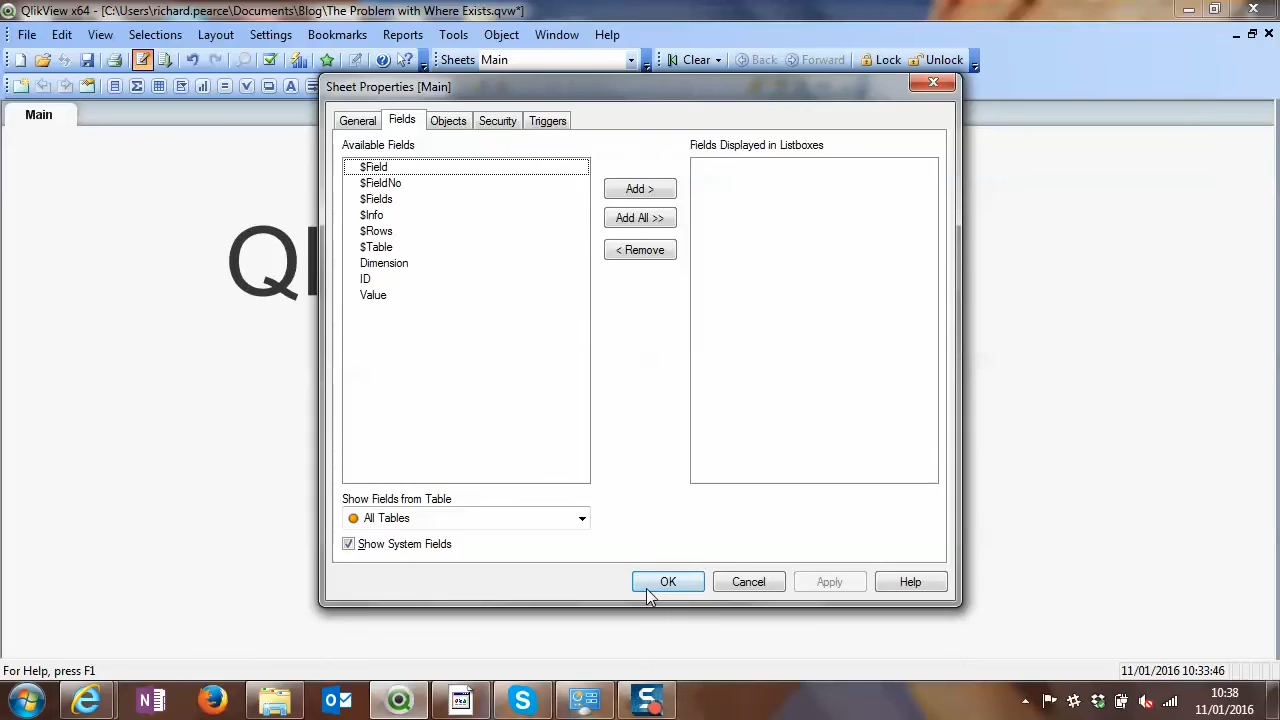 QlikView x64 - [C:\Users\richard.pearce\Documents\Blog\The Problem with Where Exists.qvw*]
File Edit View Selections Layout Settings Bookmarks Reports Tools Object Window Help
Sheets Main Clear Back Forward Lock Unlock
Main
Sheet Properties [Main]
General Fields Objects Security Triggers
Available Fields
Fields Displayed in Listboxes
$Field
$FieldNo
$Fields
$Info
$Rows
$Table
Dimension
ID
Value
Add >
Add All >>
< Remove
Show Fields from Table
All Tables
Show System Fields
OK Cancel Apply Help
For Help, press F1
11/01/2016 10:33:46
10:38
11/01/2016